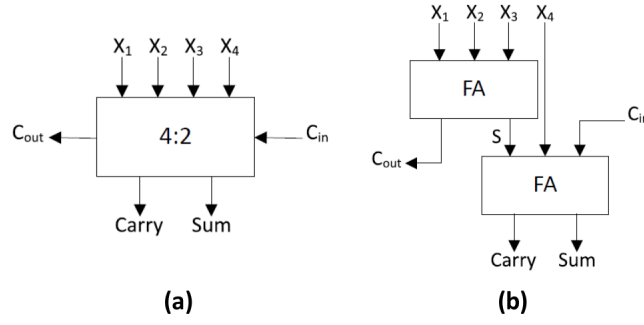 X1 X2 X3 X4
4:2
Cout
Cin
Carry Sum
(a)
X1 X2 X3 X4
FA
Cin
S
Cout
FA
Carry Sum
(b)